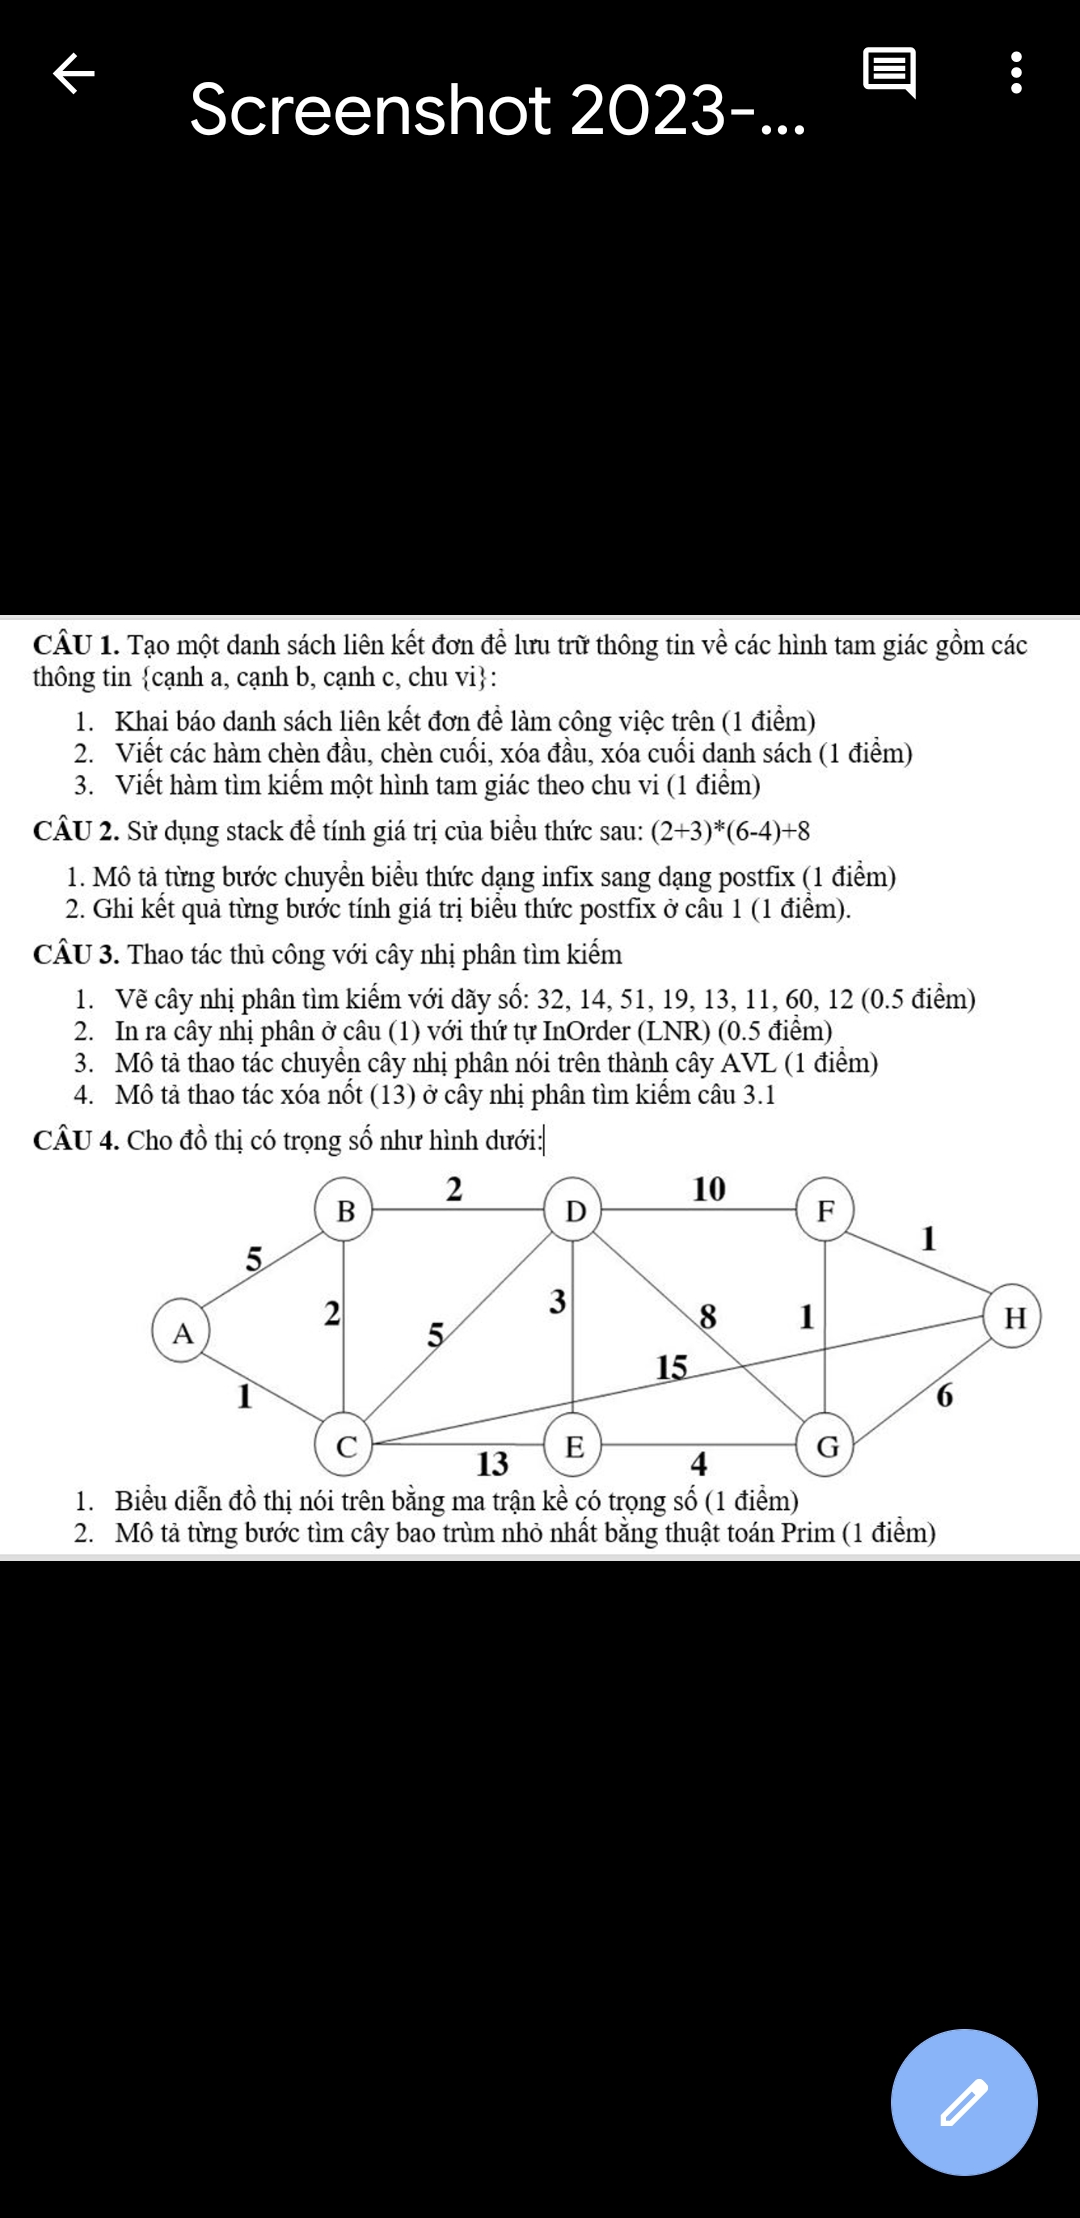 Screenshot 2023-...
CÂU 1. Tạo một danh sách liên kết đơn để lưu trữ thông tin về các hình tam giác gồm các
thông tin {cạnh a, cạnh b, cạnh c, chu vi}:
1. Khai báo danh sách liên kết đơn để làm công việc trên (1 điểm)
2. Viết các hàm chèn đầu, chèn cuối, xóa đầu, xóa cuối danh sách (1 điểm)
3. Viết hàm tìm kiếm một hình tam giác theo chu vi (1 điểm)
CÂU 2. Sử dụng stack để tính giá trị của biểu thức sau: (2+3)*(6-4)+8
1. Mô tả từng bước chuyển biểu thức dạng infix sang dạng postfix (1 điểm)
2. Ghi kết quả từng bước tính giá trị biểu thức postfix ở câu 1 (1 điểm).
CÂU 3. Thao tác thủ công với cây nhị phân tìm kiếm
1. Vẽ cây nhị phân tìm kiếm với dãy số: 32, 14, 51, 19, 13, 11, 60, 12 (0.5 điểm)
2. In ra cây nhị phân ở câu (1) với thứ tự InOrder (LNR) (0.5 điểm)
3. Mô tả thao tác chuyển cây nhị phân nói trên thành cây AVL (1 điểm)
4. Mô tả thao tác xóa nốt (13) ở cây nhị phân tìm kiếm câu 3.1
CÂU 4. Cho đồ thị có trọng số như hình dưới:
2 10
B D F
5 1
2 3 8 1 H
A 5
15
1 6
C E G
13 4
1. Biểu diễn đồ thị nói trên bằng ma trận kề có trọng số (1 điểm)
2. Mô tả từng bước tìm cây bao trùm nhỏ nhất bằng thuật toán Prim (1 điểm)